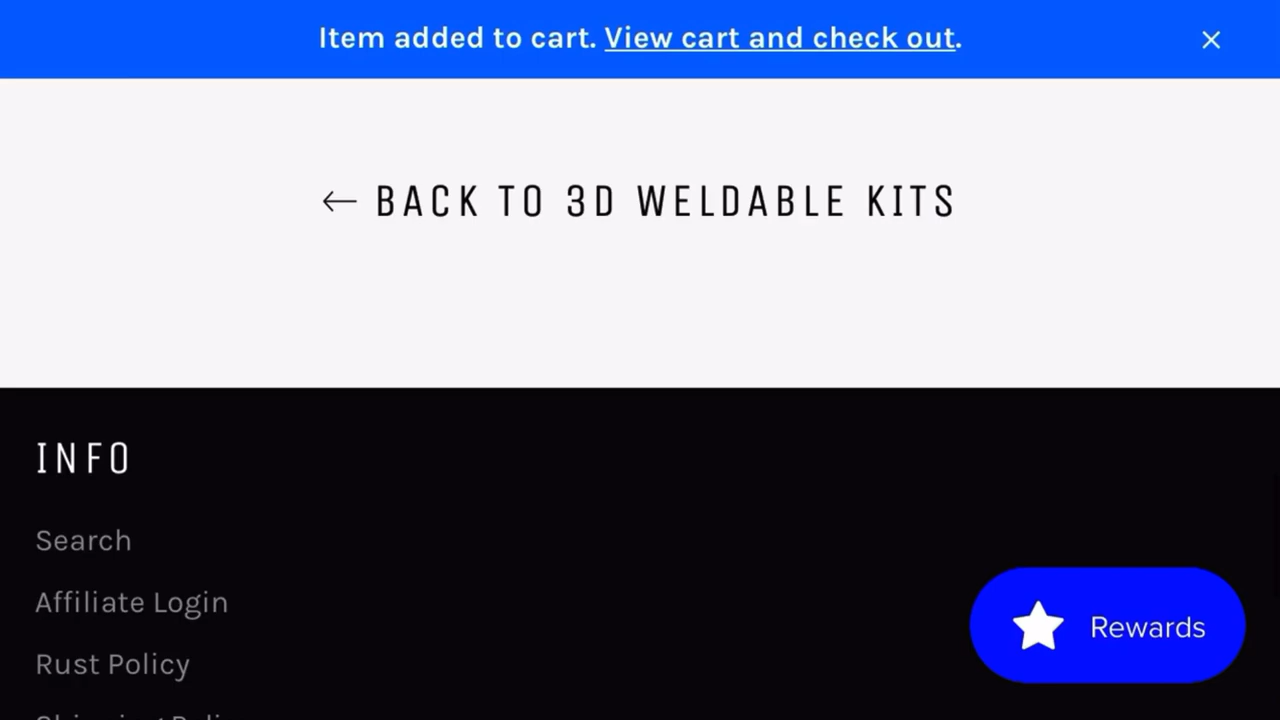 Item added to cart. View cart and check out.
← BACK TO 3D WELDABLE KITS
INFO
Search
Affiliate Login
Rust Policy
Rewards